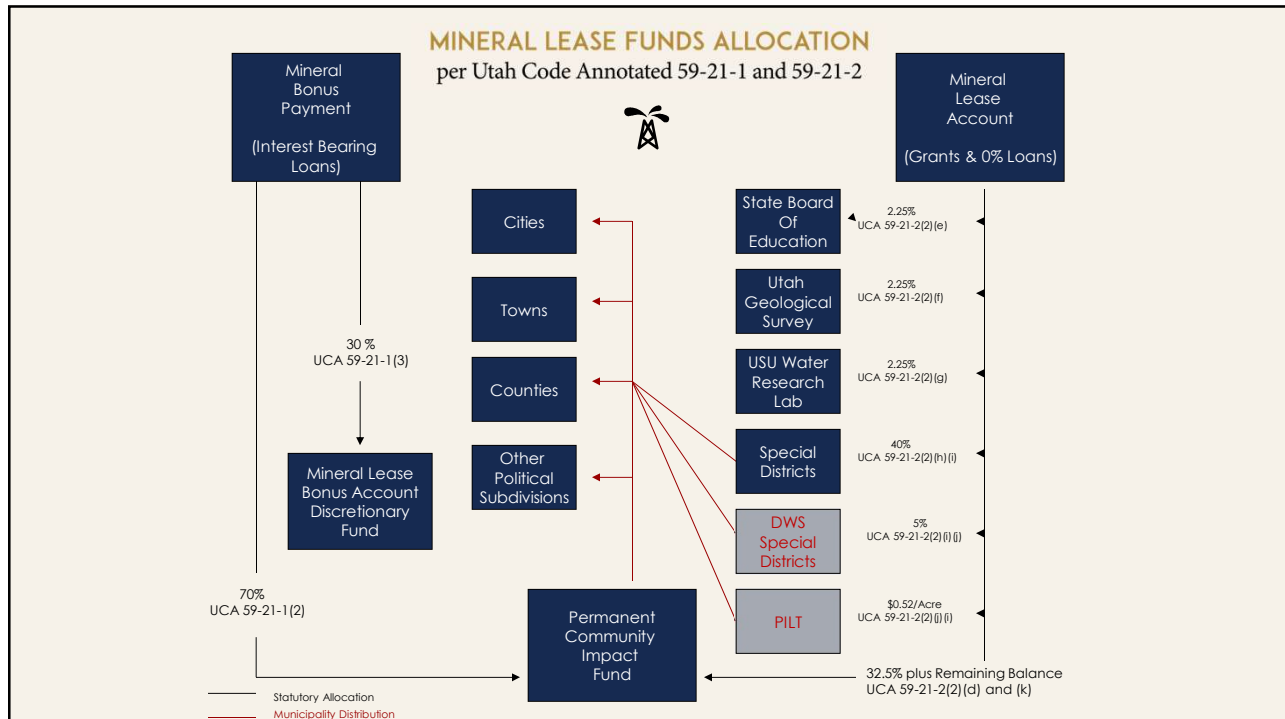 MINERAL LEASE FUNDS ALLOCATION
per Utah Code Annotated 59-21-1 and 59-21-2
Mineral
Bonus
Payment
(Interest Bearing
Loans)
Mineral
Lease
Account
(Grants & 0% Loans)
Cities
Towns
Counties
Other
Political
Subdivisions
State Board
Of
Education
2.25%
UCA 59-21-2(2)(e)
Utah
Geological
Survey
2.25%
UCA 59-21-2(2)(f)
USU Water
Research
Lab
2.25%
UCA 59-21-2(2)(g)
Special
Districts
40%
UCA 59-21-2(2)(h)(i)
DWS
Special
Districts
5%
UCA 59-21-2(2)(i)(j)
PILT
$0.52/Acre
UCA 59-21-2(2)(j)(i)
30 %
UCA 59-21-1(3)
Mineral Lease
Bonus Account
Discretionary
Fund
70%
UCA 59-21-1(2)
Permanent
Community
Impact
Fund
32.5% plus Remaining Balance
UCA 59-21-2(2)(d) and (k)
Statutory Allocation
Municipality Distribution